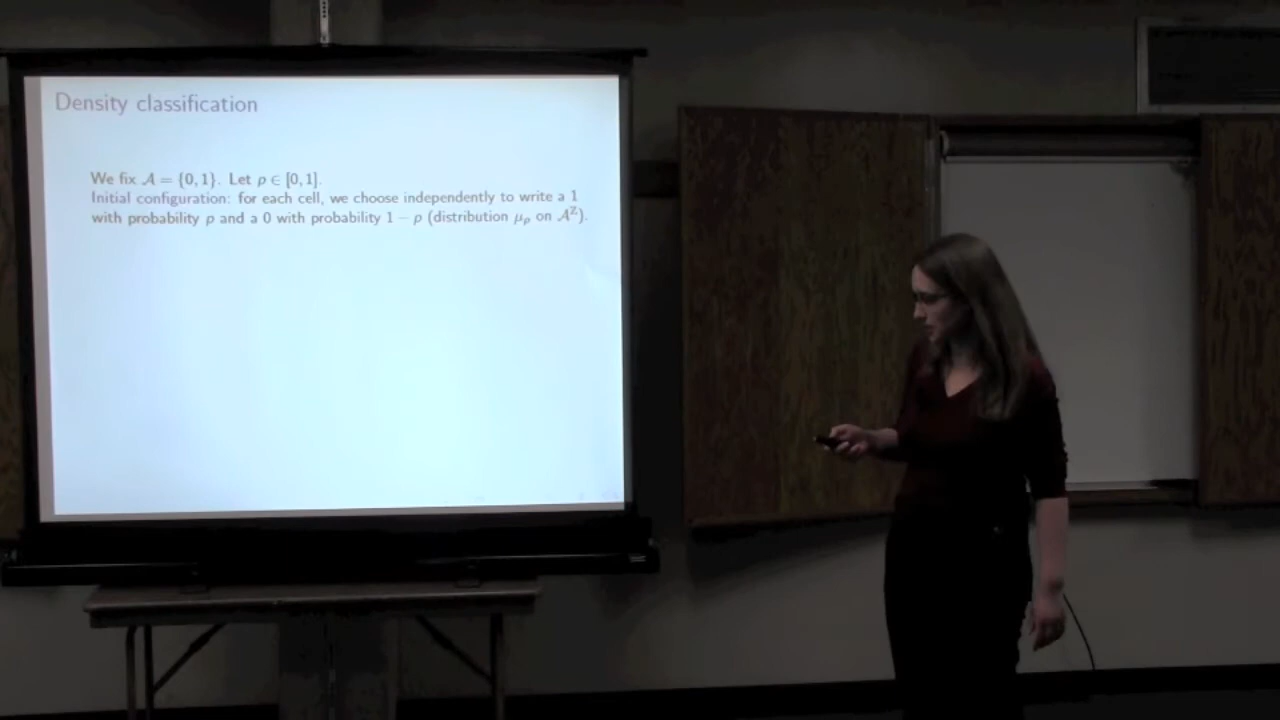 Density classification
We fix 𝒜 = {0, 1}. Let p ∈ [0, 1].
Initial configuration: for each cell, we choose independently to write a 1
with probability p and a 0 with probability 1 − p (distribution μₚ on 𝒜^ℤ).